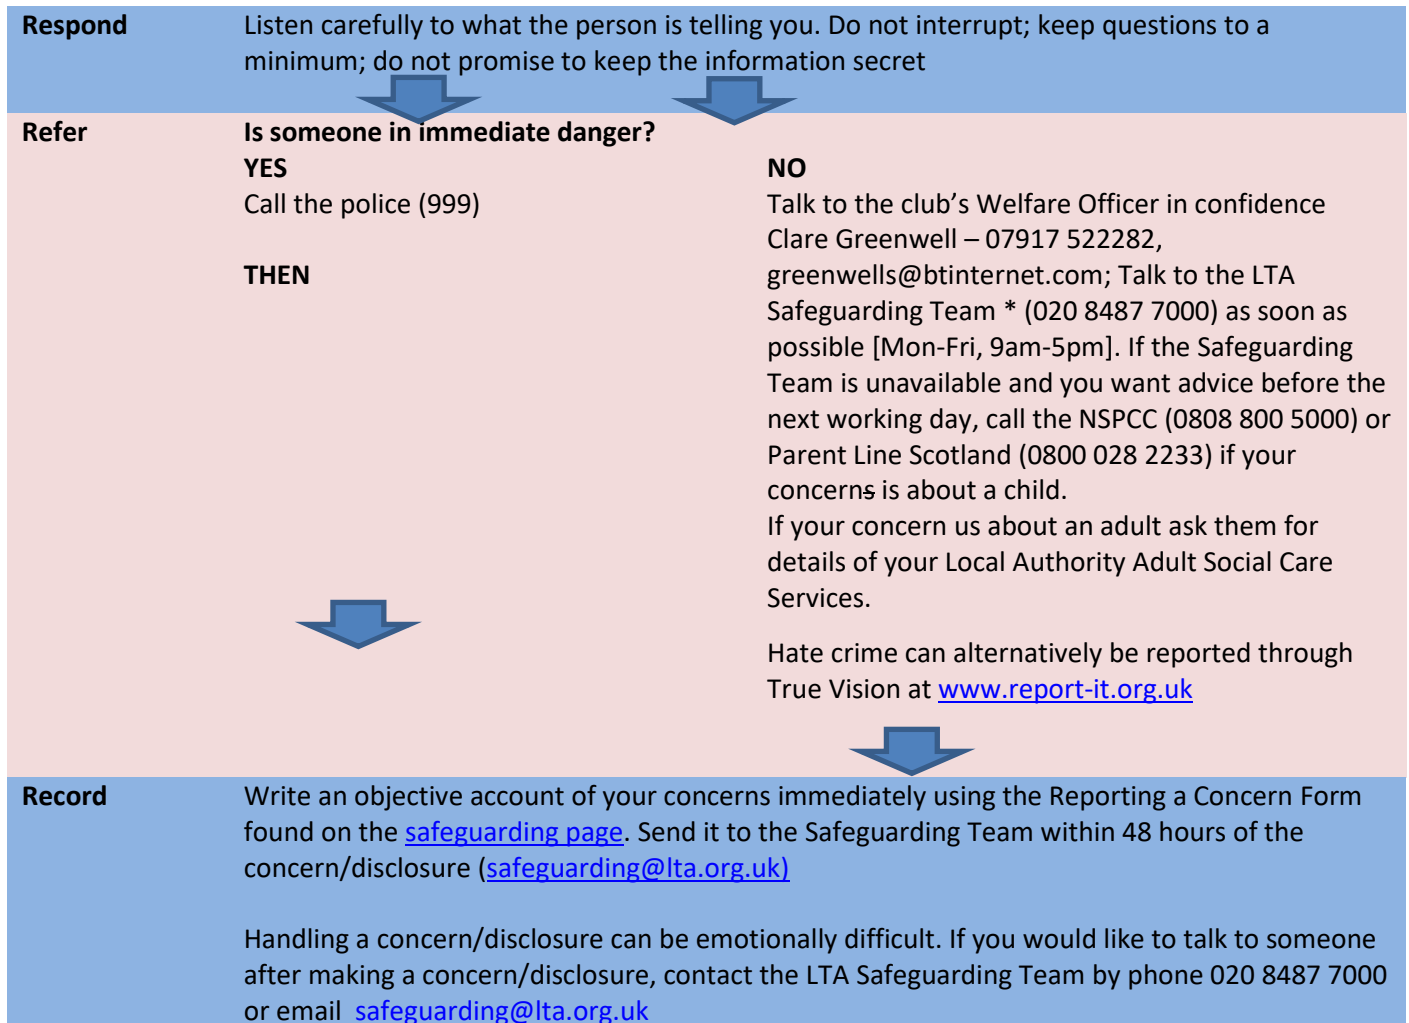 Respond
Listen carefully to what the person is telling you. Do not interrupt; keep questions to a
minimum; do not promise to keep the information secret
Refer
Is someone in immediate danger?
YES
Call the police (999)
THEN
NO
Talk to the club’s Welfare Officer in confidence
Clare Greenwell – 07917 522282,
greenwells@btinternet.com; Talk to the LTA
Safeguarding Team * (020 8487 7000) as soon as
possible [Mon-Fri, 9am-5pm]. If the Safeguarding
Team is unavailable and you want advice before the
next working day, call the NSPCC (0808 800 5000) or
Parent Line Scotland (0800 028 2233) if your
concerns is about a child.
If your concern us about an adult ask them for
details of your Local Authority Adult Social Care
Services.
Hate crime can alternatively be reported through
True Vision at www.report-it.org.uk
Record
Write an objective account of your concerns immediately using the Reporting a Concern Form
found on the safeguarding page. Send it to the Safeguarding Team within 48 hours of the
concern/disclosure (safeguarding@lta.org.uk)
Handling a concern/disclosure can be emotionally difficult. If you would like to talk to someone
after making a concern/disclosure, contact the LTA Safeguarding Team by phone 020 8487 7000
or email safeguarding@lta.org.uk